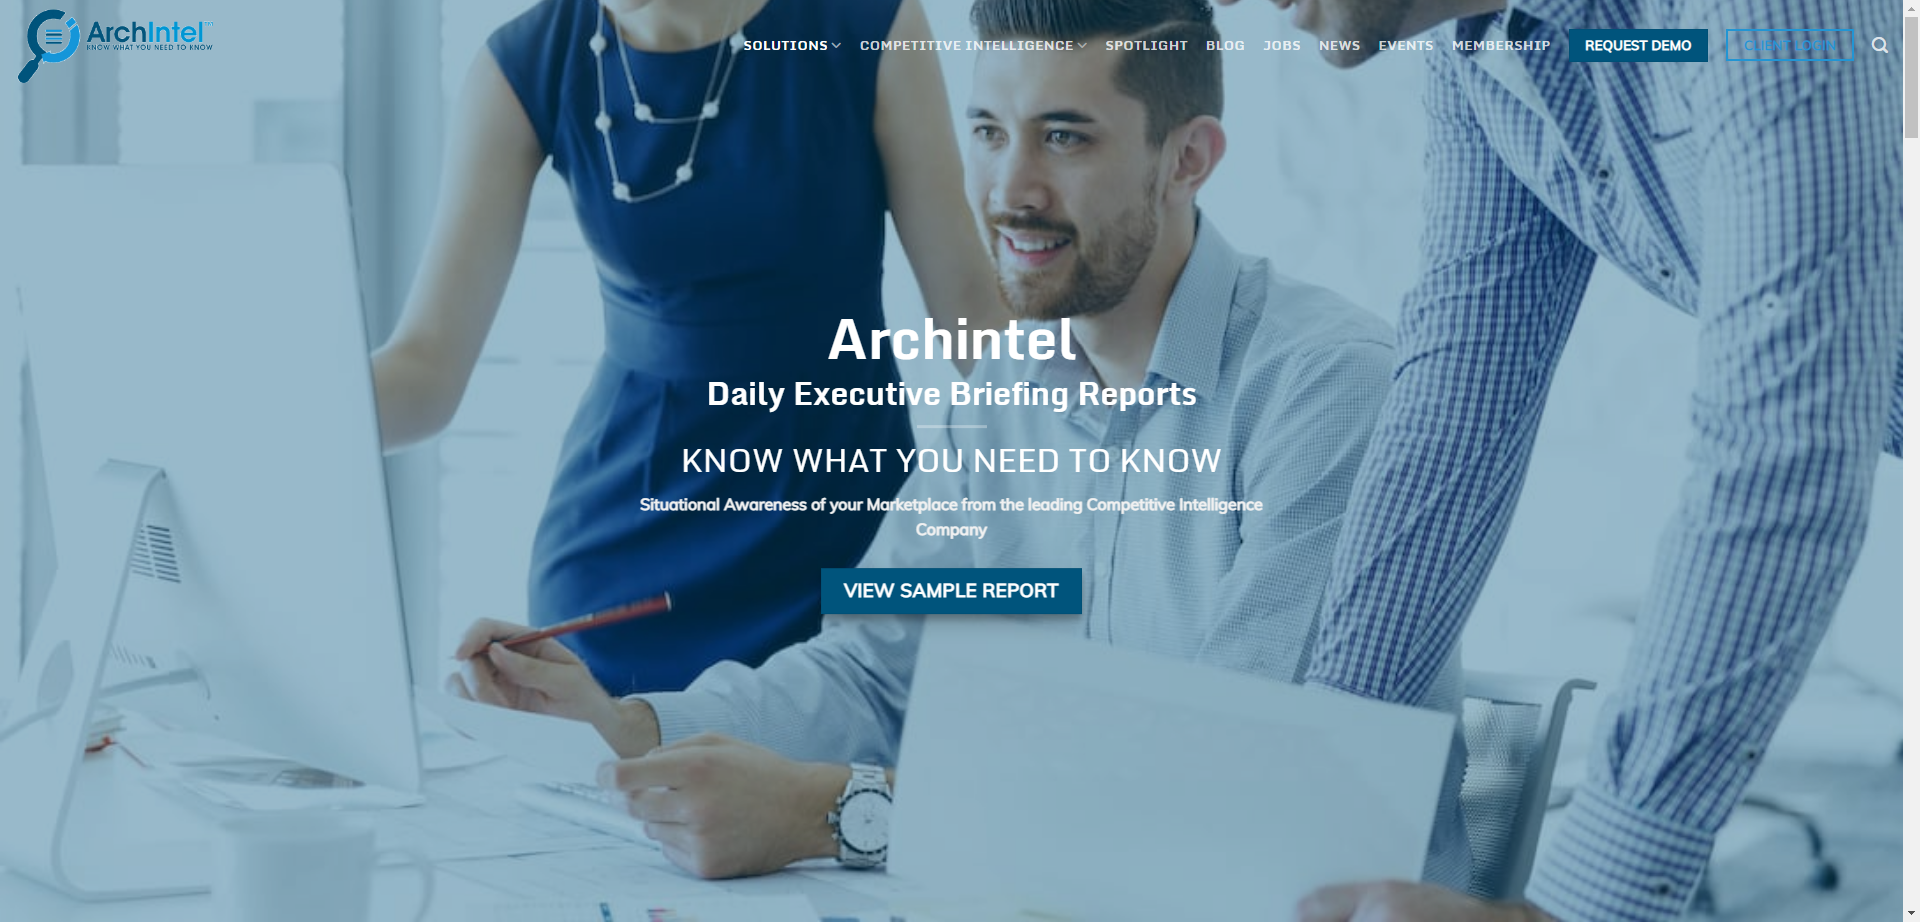 ArchIntel™
KNOW WHAT YOU NEED TO KNOW
SOLUTIONS COMPETITIVE INTELLIGENCE SPOTLIGHT BLOG JOBS NEWS EVENTS MEMBERSHIP REQUEST DEMO CLIENT LOGIN
Archintel
Daily Executive Briefing Reports
KNOW WHAT YOU NEED TO KNOW
Situational Awareness of your Marketplace from the leading Competitive Intelligence
Company
VIEW SAMPLE REPORT